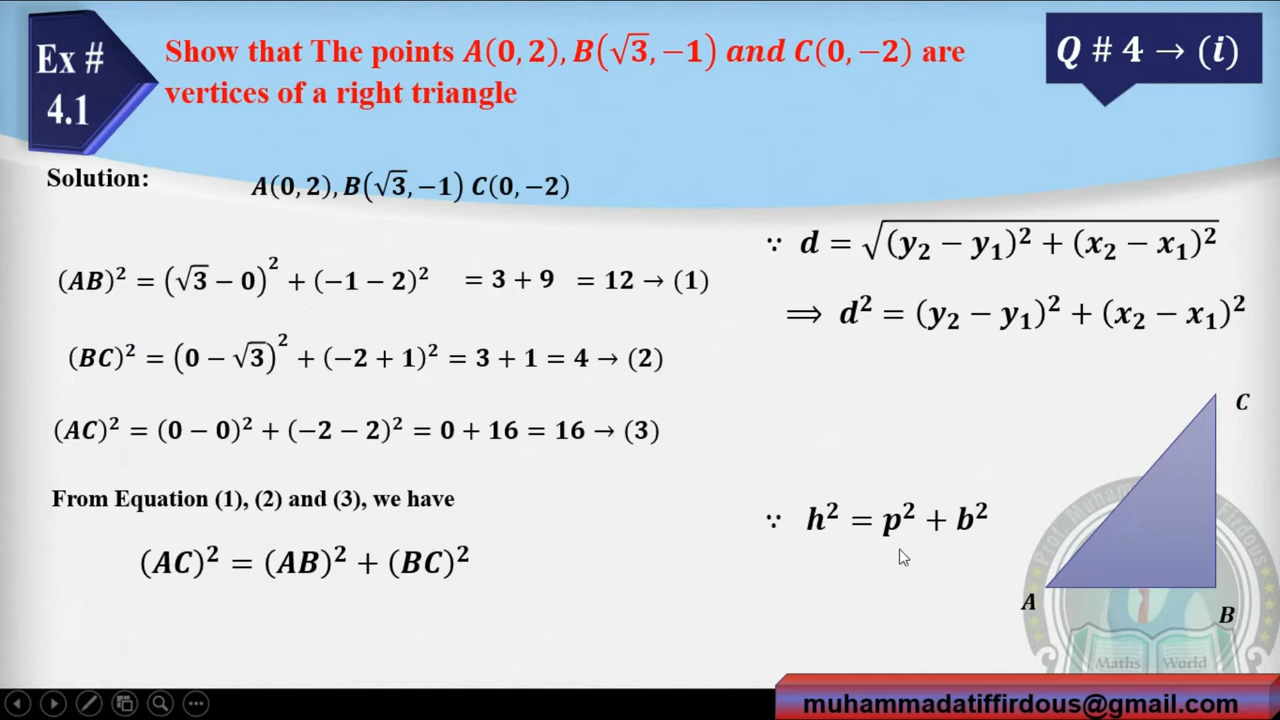 Ex #
4.1
Show that The points A(0, 2), B(√3, −1) and C(0, −2) are
vertices of a right triangle
Q # 4 → (i)
Solution:
A(0, 2), B(√3, −1) C(0, −2)
∵ d = √(y₂ − y₁)² + (x₂ − x₁)²
⟹ d² = (y₂ − y₁)² + (x₂ − x₁)²
(AB)² = (√3 − 0)² + (−1 − 2)² = 3 + 9 = 12 → (1)
(BC)² = (0 − √3)² + (−2 + 1)² = 3 + 1 = 4 → (2)
(AC)² = (0 − 0)² + (−2 − 2)² = 0 + 16 = 16 → (3)
From Equation (1), (2) and (3), we have
(AC)² = (AB)² + (BC)²
∵ h² = p² + b²
C
A
B
Prof. Muhammad Firdous
Maths World
muhammadatiffirdous@gmail.com